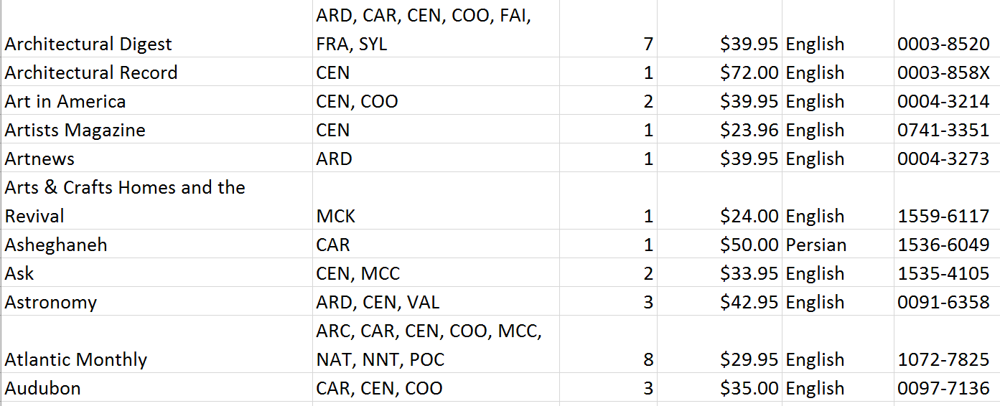 ARD, CAR, CEN, COO, FAI,
Architectural Digest FRA, SYL 7 $39.95 English 0003-8520
Architectural Record CEN 1 $72.00 English 0003-858X
Art in America CEN, COO 2 $39.95 English 0004-3214
Artists Magazine CEN 1 $23.96 English 0741-3351
Artnews ARD 1 $39.95 English 0004-3273
Arts & Crafts Homes and the
Revival MCK 1 $24.00 English 1559-6117
Asheghaneh CAR 1 $50.00 Persian 1536-6049
Ask CEN, MCC 2 $33.95 English 1535-4105
Astronomy ARD, CEN, VAL 3 $42.95 English 0091-6358
ARC, CAR, CEN, COO, MCC,
Atlantic Monthly NAT, NNT, POC 8 $29.95 English 1072-7825
Audubon CAR, CEN, COO 3 $35.00 English 0097-7136